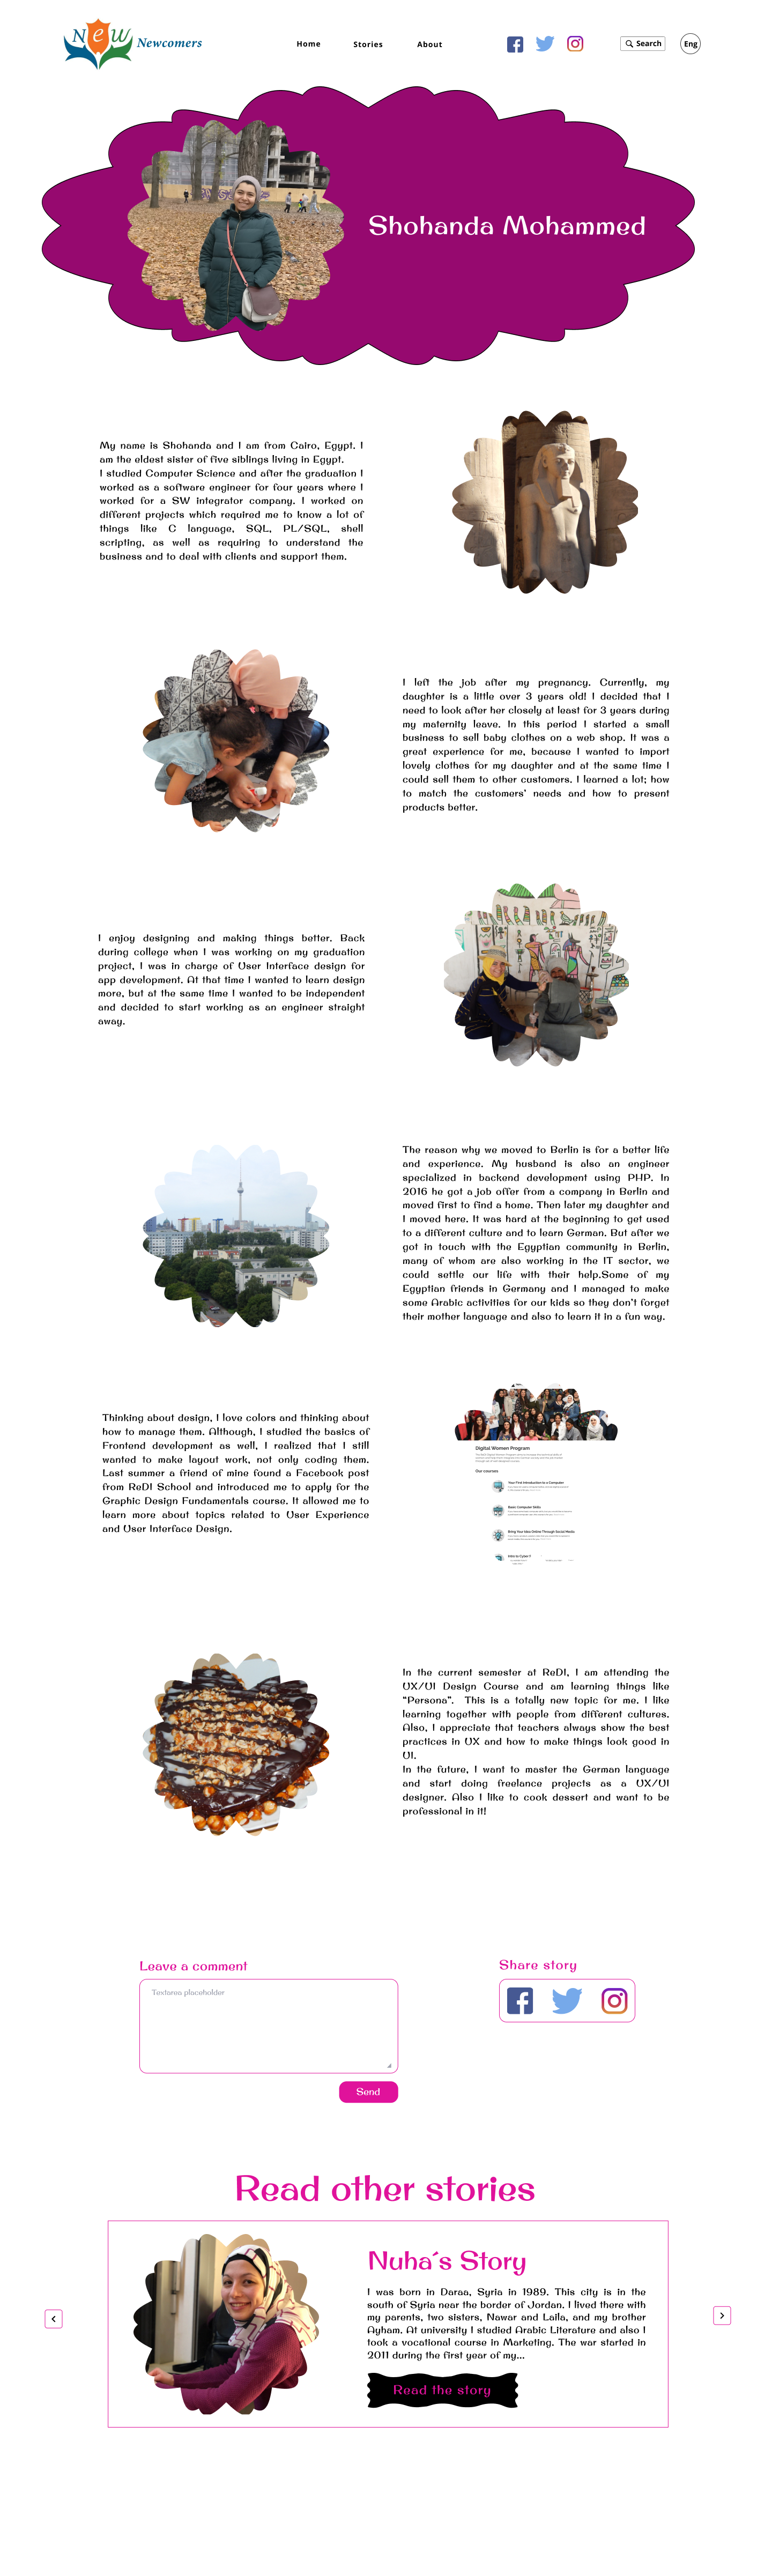 New
Newcomers
Home
Stories
About
Search
Eng
Shohanda Mohammed
My name is Shohanda and I am from Cairo, Egypt. I
am the eldest sister of five siblings living in Egypt.
I studied Computer Science and after the graduation I
worked as a software engineer for four years where I
worked for a SW integrator company. I worked on
different projects which required me to know a lot of
things like C language, SQL, PL/SQL, shell
scripting, as well as requiring to understand the
business and to deal with clients and support them.
I left the job after my pregnancy. Currently, my
daughter is a little over 3 years old! I decided that I
need to look after her closely at least for 3 years during
my maternity leave. In this period I started a small
business to sell baby clothes on a web shop. It was a
great experience for me, because I wanted to import
lovely clothes for my daughter and at the same time I
could sell them to other customers. I learned a lot; how
to match the customers' needs and how to present
products better.
I enjoy designing and making things better. Back
during college when I was working on my graduation
project, I was in charge of User Interface design for
app development. At that time I wanted to learn design
more, but at the same time I wanted to be independent
and decided to start working as an engineer straight
away.
The reason why we moved to Berlin is for a better life
and experience. My husband is also an engineer
specialized in backend development using PHP. In
2016 he got a job offer from a company in Berlin and
moved first to find a home. Then later my daughter and
I moved here. It was hard at the beginning to get used
to a different culture and to learn German. But after we
got in touch with the Egyptian community in Berlin,
many of whom are also working in the IT sector, we
could settle our life with their help.Some of my
Egyptian friends in Germany and I managed to make
some Arabic activities for our kids so they don't forget
their mother language and also to learn it in a fun way.
Thinking about design, I love colors and thinking about
how to manage them. Although, I studied the basics of
Frontend development as well, I realized that I still
wanted to make layout work, not only coding them.
Last summer a friend of mine found a Facebook post
from ReDI School and introduced me to apply for the
Graphic Design Fundamentals course. It allowed me to
learn more about topics related to User Experience
and User Interface Design.
Digital Women Program
Our courses:
Your First Introduction to a Computer
Basic Computer Skills
Bring Your Idea Online Through Social Media
Intro to Cyber
In the current semester at ReDI, I am attending the
UX/UI Design Course and am learning things like
"Persona". This is a totally new topic for me. I like
learning together with people from different cultures.
Also, I appreciate that teachers always show the best
practices in UX and how to make things look good in
UI.
In the future, I want to master the German language
and start doing freelance projects as a UX/UI
designer. Also I like to cook dessert and want to be
professional in it!
Leave a comment
Textarea placeholder
Send
Share story
Read other stories
Nuha´s Story
I was born in Daraa, Syria in 1989. This city is in the
south of Syria near the border of Jordan. I lived there with
my parents, two sisters, Nawar and Laila, and my brother
Ayham. At university I studied Arabic Literature and also I
took a vocational course in Marketing. The war started in
2011 during the first year of my...
Read the story